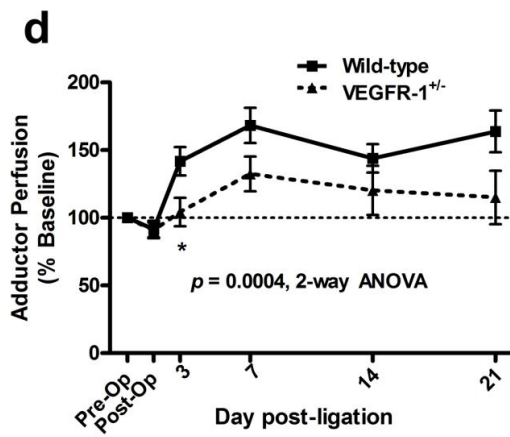 d
Wild-type
VEGFR-1+/-
Adductor Perfusion
(% Baseline)
200
150
100
50
0
*
p = 0.0004, 2-way ANOVA
Pre-Op
Post-Op
3
7
14
21
Day post-ligation